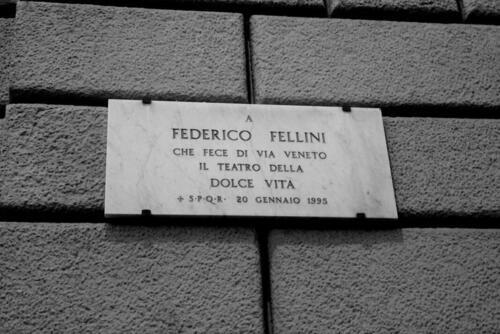 A
FEDERICO FELLINI
CHE FECE DI VIA VENETO
IL TEATRO DELLA
DOLCE VITA
+ S·P·Q·R· 20 GENNAIO 1995